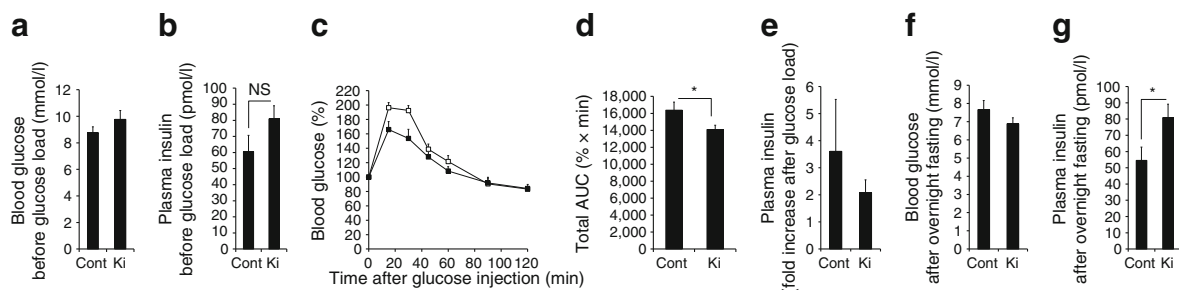 a
Blood glucose
before glucose load (mmol/l)
12
10
8
6
4
2
0
Cont Ki
b
Plasma insulin
before glucose load (pmol/l)
100
90
80
70
60
50
40
30
20
10
0
NS
Cont Ki
c
Blood glucose (%)
220
200
180
160
140
120
100
80
60
0 20 40 60 80 100 120
Time after glucose injection (min)
d
Total AUC (% × min)
18,000
16,000
14,000
12,000
10,000
8,000
6,000
4,000
2,000
0
*
Cont Ki
e
Plasma insulin
(fold increase after glucose load)
6
5
4
3
2
1
0
Cont Ki
f
Blood glucose
after overnight fasting (mmol/l)
9
8
7
6
5
4
3
2
1
0
Cont Ki
g
Plasma insulin
after overnight fasting (pmol/l)
100
90
80
70
60
50
40
30
20
10
0
*
Cont Ki